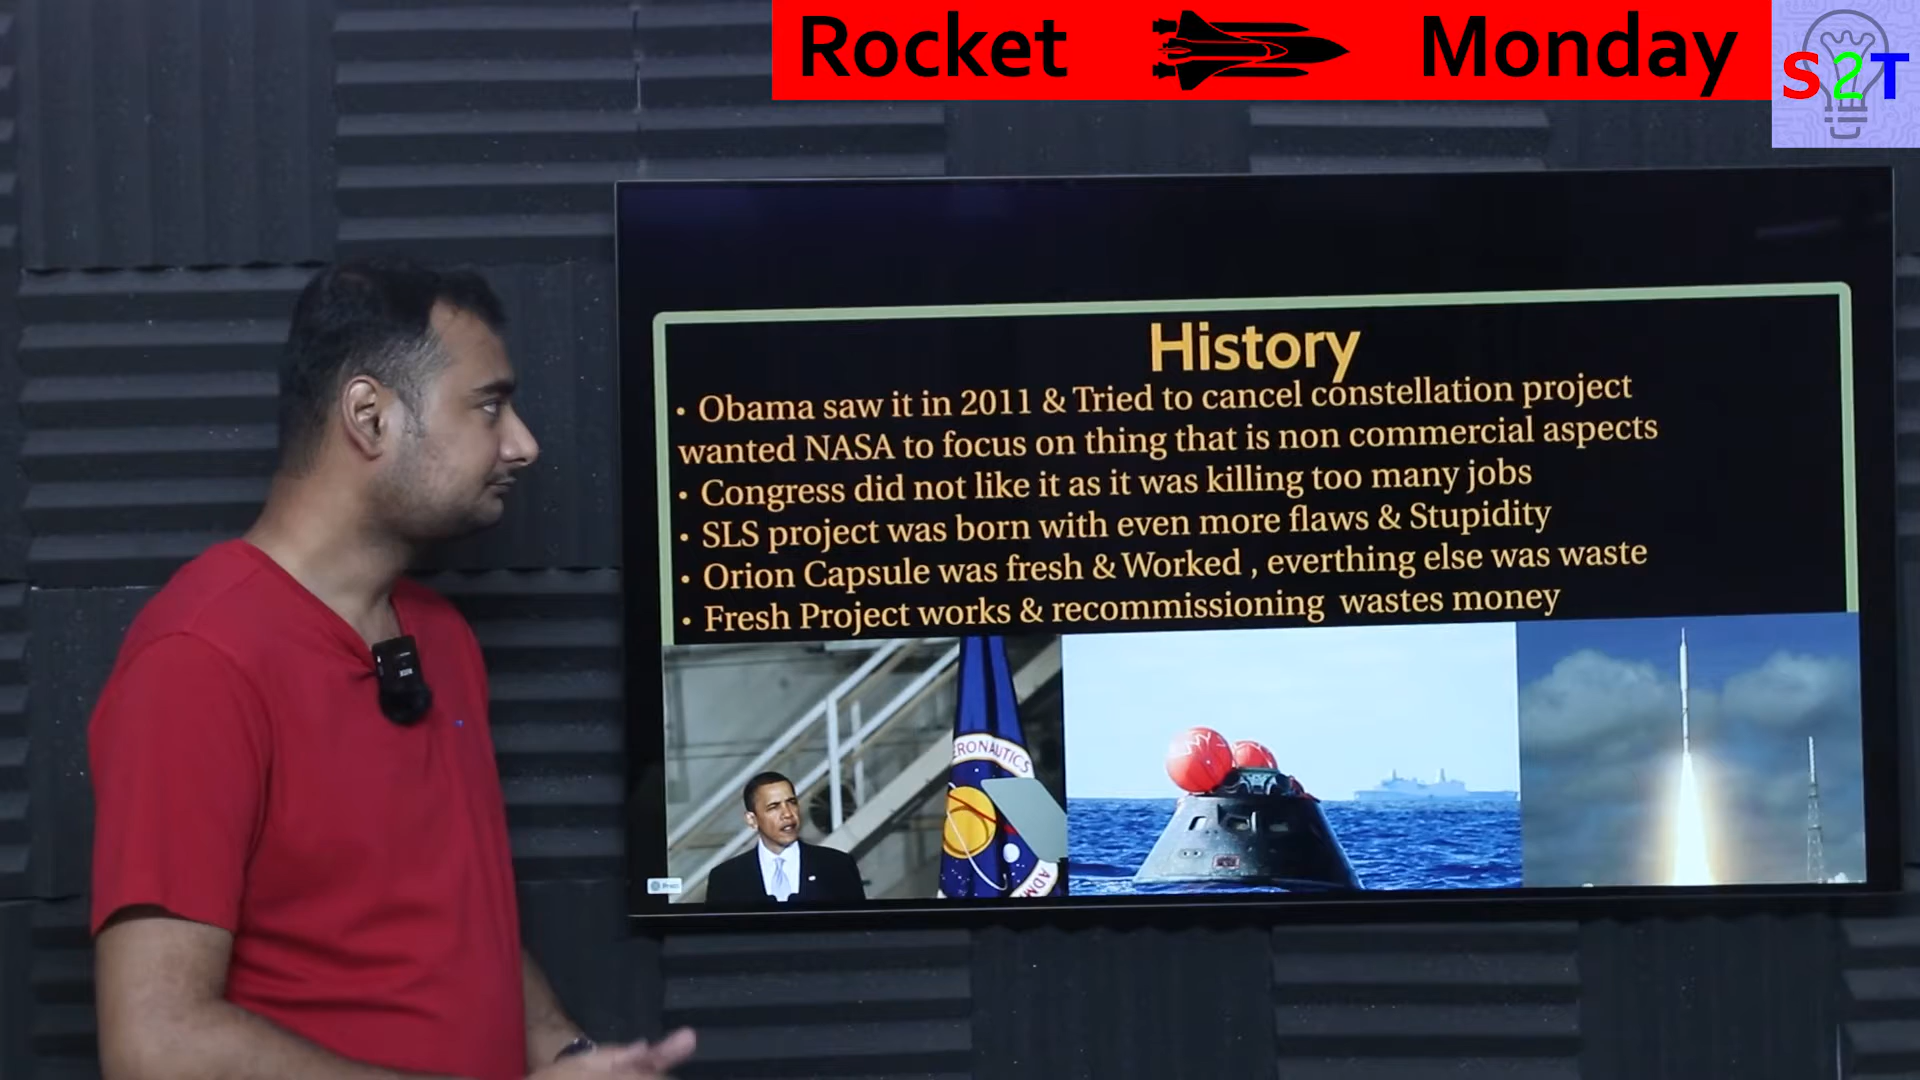 Rocket Monday
S2T
History
• Obama saw it in 2011 & Tried to cancel constellation project
wanted NASA to focus on thing that is non commercial aspects
• Congress did not like it as it was killing too many jobs
• SLS project was born with even more flaws & Stupidity
• Orion Capsule was fresh & Worked , everthing else was waste
• Fresh Project works & recommissioning wastes money
ERONAUTICS
ADM